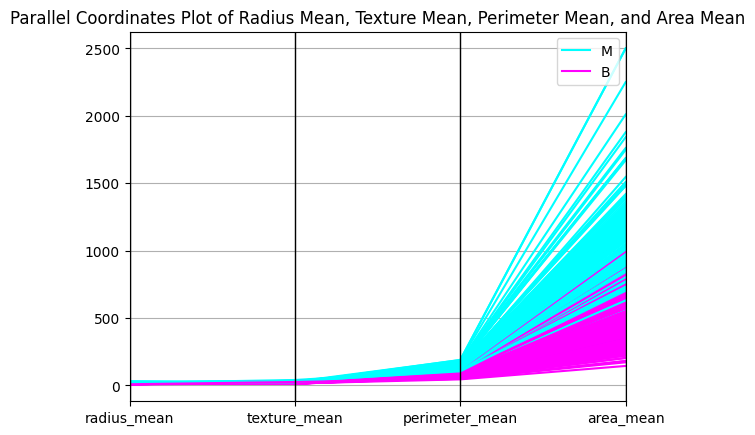 Parallel Coordinates Plot of Radius Mean, Texture Mean, Perimeter Mean, and Area Mean
M
B
2500
2000
1500
1000
500
0
radius_mean
texture_mean
perimeter_mean
area_mean